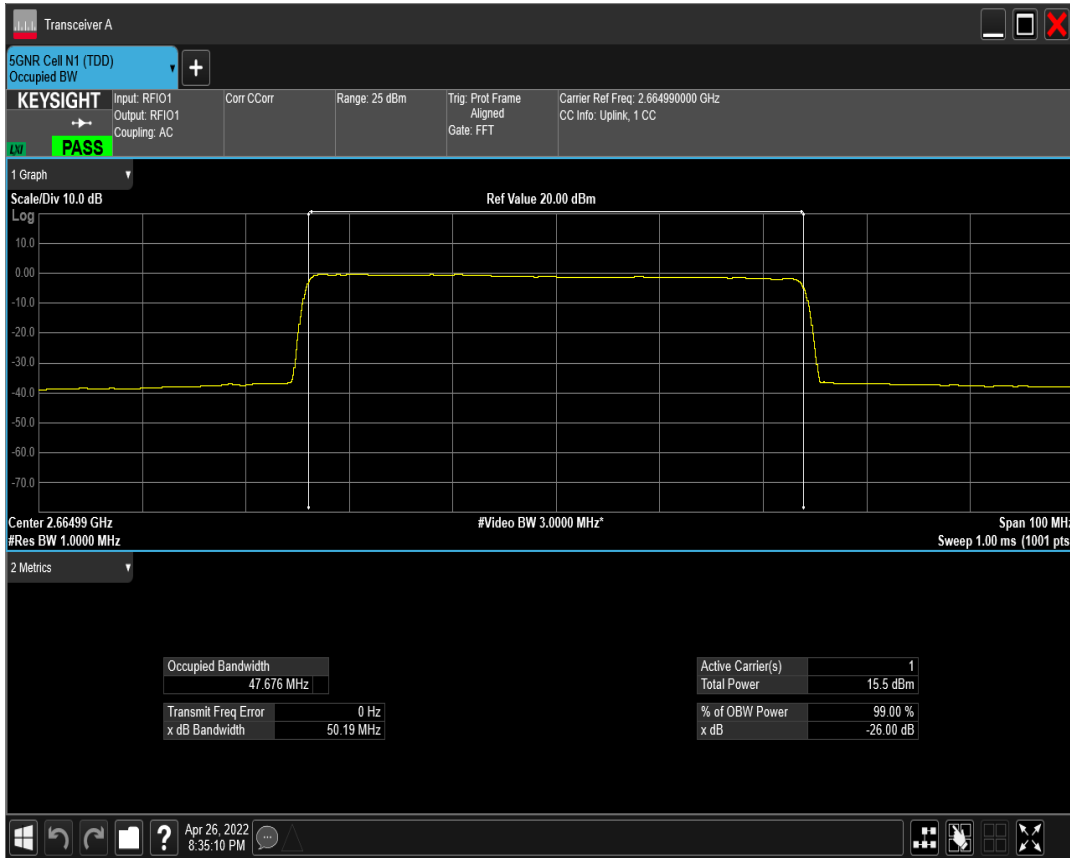 Transceiver A
5GNR Cell N1 (TDD)
Occupied BW
+
KEYSIGHT
LXI
PASS
Input: RFIO1
Output: RFIO1
Coupling: AC
Corr CCorr
Range: 25 dBm
Trig: Prot Frame
Aligned
Gate: FFT
Carrier Ref Freq: 2.664990000 GHz
CC Info: Uplink, 1 CC
1 Graph
Scale/Div 10.0 dB
Ref Value 20.00 dBm
Log
10.0
0.00
-10.0
-20.0
-30.0
-40.0
-50.0
-60.0
-70.0
Center 2.66499 GHz
#Video BW 3.0000 MHz*
Span 100 MHz
#Res BW 1.0000 MHz
Sweep 1.00 ms (1001 pts
2 Metrics
Occupied Bandwidth
47.676 MHz
Transmit Freq Error 0 Hz
x dB Bandwidth 50.19 MHz
Active Carrier(s) 1
Total Power 15.5 dBm
% of OBW Power 99.00 %
x dB -26.00 dB
?
Apr 26, 2022
8:35:10 PM